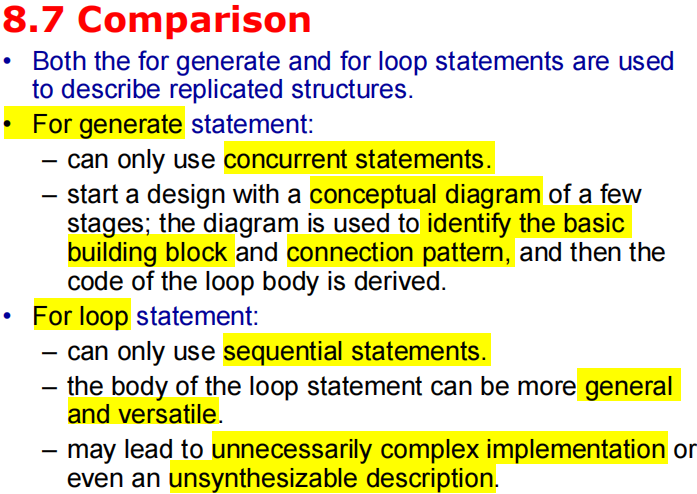 8.7 Comparison
• Both the for generate and for loop statements are used
to describe replicated structures.
• For generate statement:
– can only use concurrent statements.
– start a design with a conceptual diagram of a few
stages; the diagram is used to identify the basic
building block and connection pattern, and then the
code of the loop body is derived.
• For loop statement:
– can only use sequential statements.
– the body of the loop statement can be more general
and versatile.
– may lead to unnecessarily complex implementation or
even an unsynthesizable description.